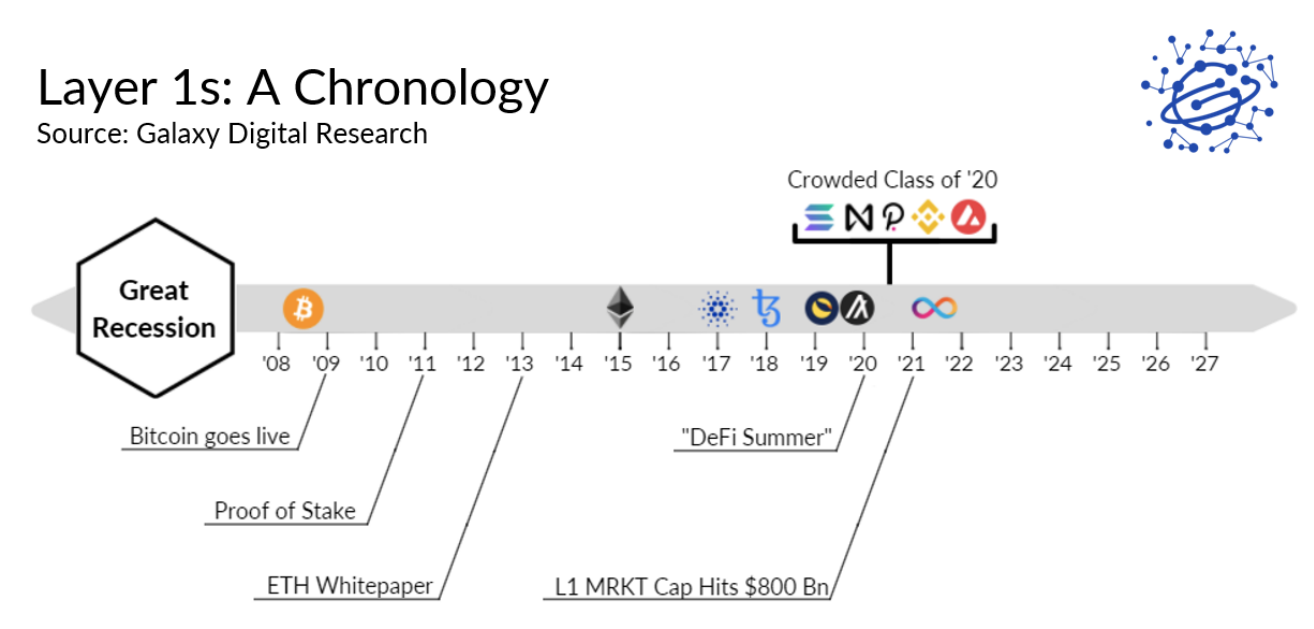 Layer 1s: A Chronology
Source: Galaxy Digital Research
Crowded Class of '20
Great
Recession
'08 '09 '10 '11 '12 '13 '14 '15 '16 '17 '18 '19 '20 '21 '22 '23 '24 '25 '26 '27
Bitcoin goes live
"DeFi Summer"
Proof of Stake
ETH Whitepaper
L1 MRKT Cap Hits $800 Bn